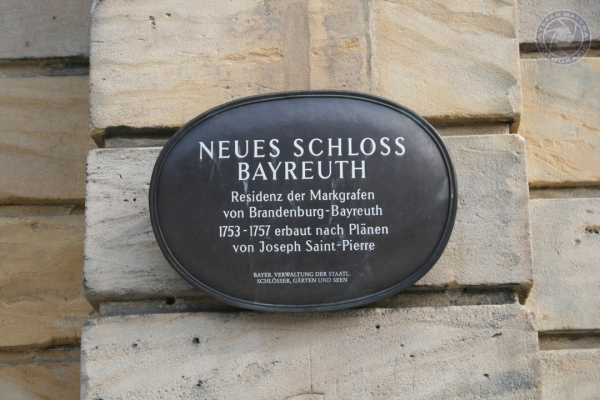 NEUES SCHLOSS
BAYREUTH
Residenz der Markgrafen
von Brandenburg-Bayreuth
1753 - 1757 erbaut nach Plänen
von Joseph Saint-Pierre
BAYER. VERWALTUNG DER STAATL.
SCHLÖSSER, GÄRTEN UND SEEN